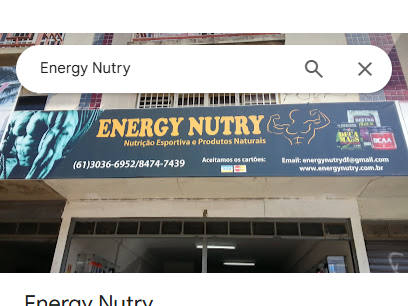 Energy Nutry
ENERGY NUTRY
Nutrição Esportiva e Produtos Naturais
(61)3036-6952/8474-7439
Aceitamos os cartões:
Email: energynutrydf@gmail.com
www.energynutry.com.br
BCAA
Energy Nutry